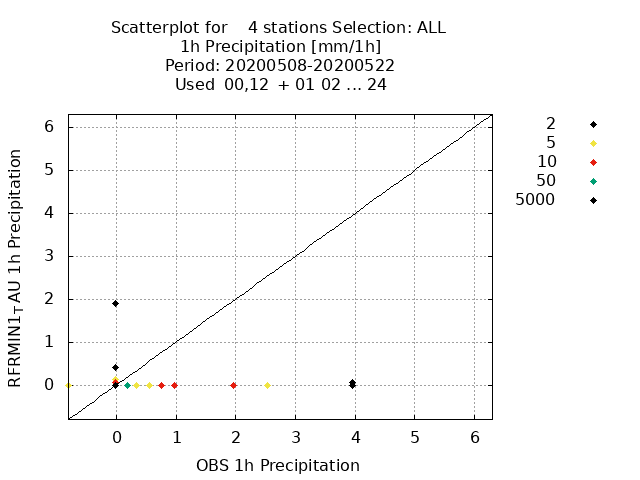 Scatterplot for    4 stations Selection: ALL
1h Precipitation [mm/1h]
Period: 20200508-20200522
Used  00,12  + 01 02 ... 24
2
5
10
50
5000
RFRMIN1_TAU 1h Precipitation
6
5
4
3
2
1
0
0 1 2 3 4 5 6
OBS 1h Precipitation